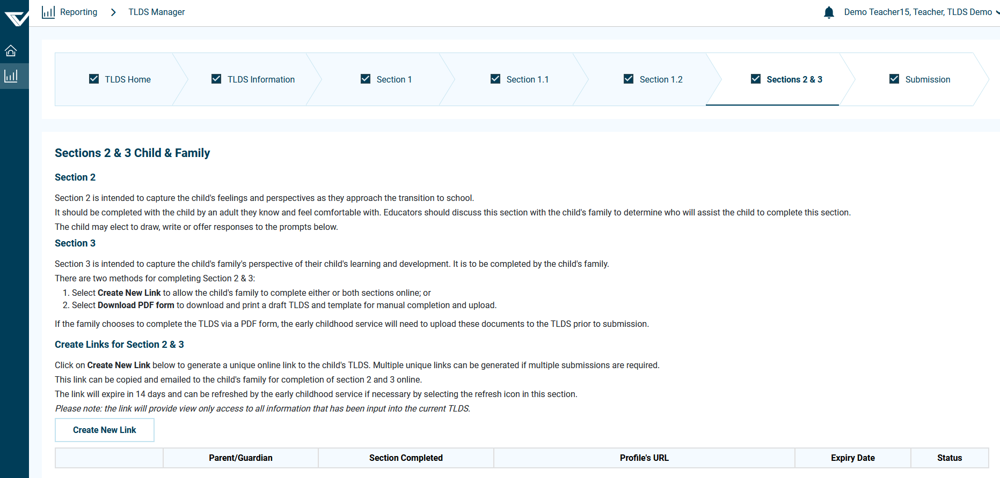 Reporting
TLDS Manager
Demo Teacher15, Teacher, TLDS Demo
TLDS Home
TLDS Information
Section 1
Section 1.1
Section 1.2
Sections 2 & 3
Submission
Sections 2 & 3 Child & Family
Section 2
Section 2 is intended to capture the child's feelings and perspectives as they approach the transition to school.
It should be completed with the child by an adult they know and feel comfortable with. Educators should discuss this section with the child's family to determine who will assist the child to complete this section.
The child may elect to draw, write or offer responses to the prompts below.
Section 3
Section 3 is intended to capture the child's family's perspective of their child's learning and development. It is to be completed by the child's family.
There are two methods for completing Section 2 & 3:
1. Select Create New Link to allow the child's family to complete either or both sections online; or
2. Select Download PDF form to download and print a draft TLDS and template for manual completion and upload.
If the family chooses to complete the TLDS via a PDF form, the early childhood service will need to upload these documents to the TLDS prior to submission.
Create Links for Section 2 & 3
Click on Create New Link below to generate a unique online link to the child's TLDS. Multiple unique links can be generated if multiple submissions are required.
This link can be copied and emailed to the child's family for completion of section 2 and 3 online.
The link will expire in 14 days and can be refreshed by the early childhood service if necessary by selecting the refresh icon in this section.
Please note: the link will provide view only access to all information that has been input into the current TLDS.
Create New Link
Parent/Guardian
Section Completed
Profile's URL
Expiry Date
Status